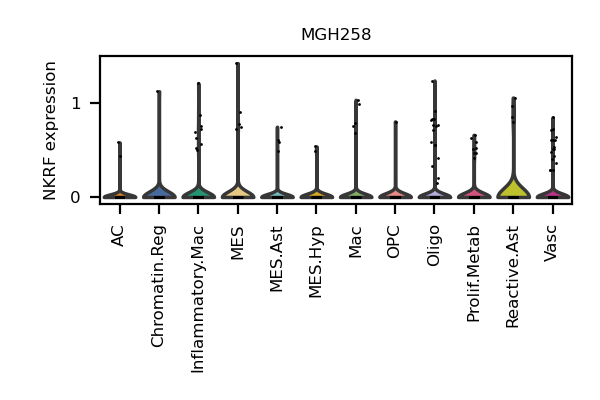 MGH258
NKRF expression
1
0
AC
Chromatin.Reg
Inflammatory.Mac
MES
MES.Ast
MES.Hyp
Mac
OPC
Oligo
Prolif.Metab
Reactive.Ast
Vasc